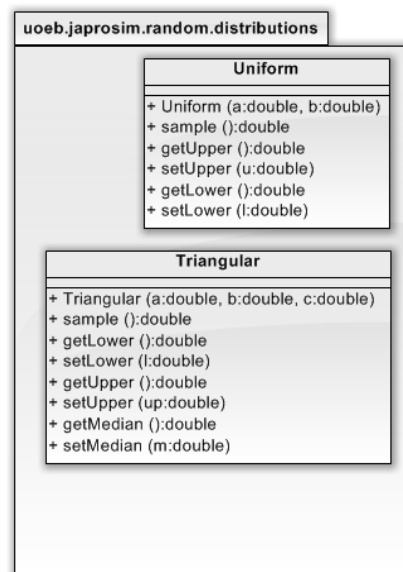 uoeb.japrosim.random.distributions
Uniform
+ Uniform (a:double, b:double)
+ sample ():double
+ getUpper ():double
+ setUpper (u:double)
+ getLower ():double
+ setLower (l:double)
Triangular
+ Triangular (a:double, b:double, c:double)
+ sample ():double
+ getLower ():double
+ setLower (l:double)
+ getUpper ():double
+ setUpper (up:double)
+ getMedian ():double
+ setMedian (m:double)